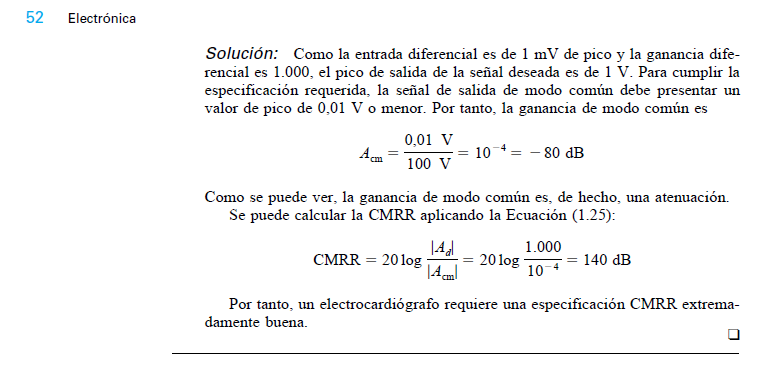 52 Electrónica
Solución: Como la entrada diferencial es de 1 mV de pico y la ganancia dife-
rencial es 1.000, el pico de salida de la señal deseada es de 1 V. Para cumplir la
especificación requerida, la señal de salida de modo común debe presentar un
valor de pico de 0,01 V o menor. Por tanto, la ganancia de modo común es
A_cm = 0,01 V / 100 V = 10⁻⁴ = − 80 dB
Como se puede ver, la ganancia de modo común es, de hecho, una atenuación.
Se puede calcular la CMRR aplicando la Ecuación (1.25):
CMRR = 20 log |A_d| / |A_cm| = 20 log 1.000 / 10⁻⁴ = 140 dB
Por tanto, un electrocardiógrafo requiere una especificación CMRR extrema-
damente buena.
❑